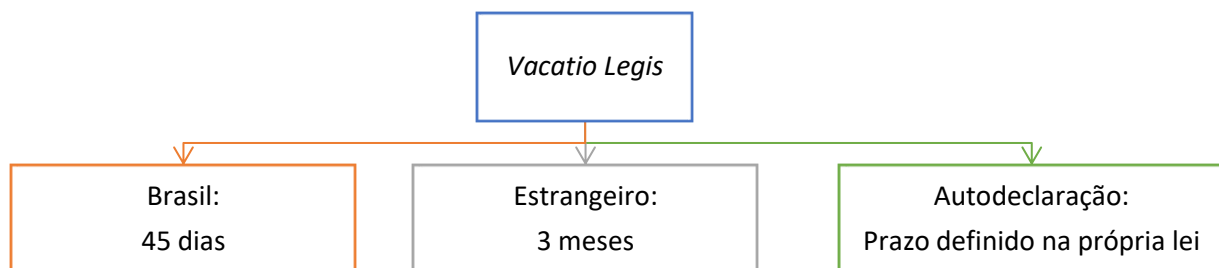 Vacatio Legis
Brasil:
45 dias
Estrangeiro:
3 meses
Autodeclaração:
Prazo definido na própria lei